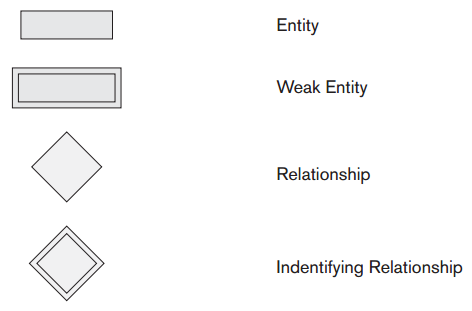 Entity
Weak Entity
Relationship
Indentifying Relationship